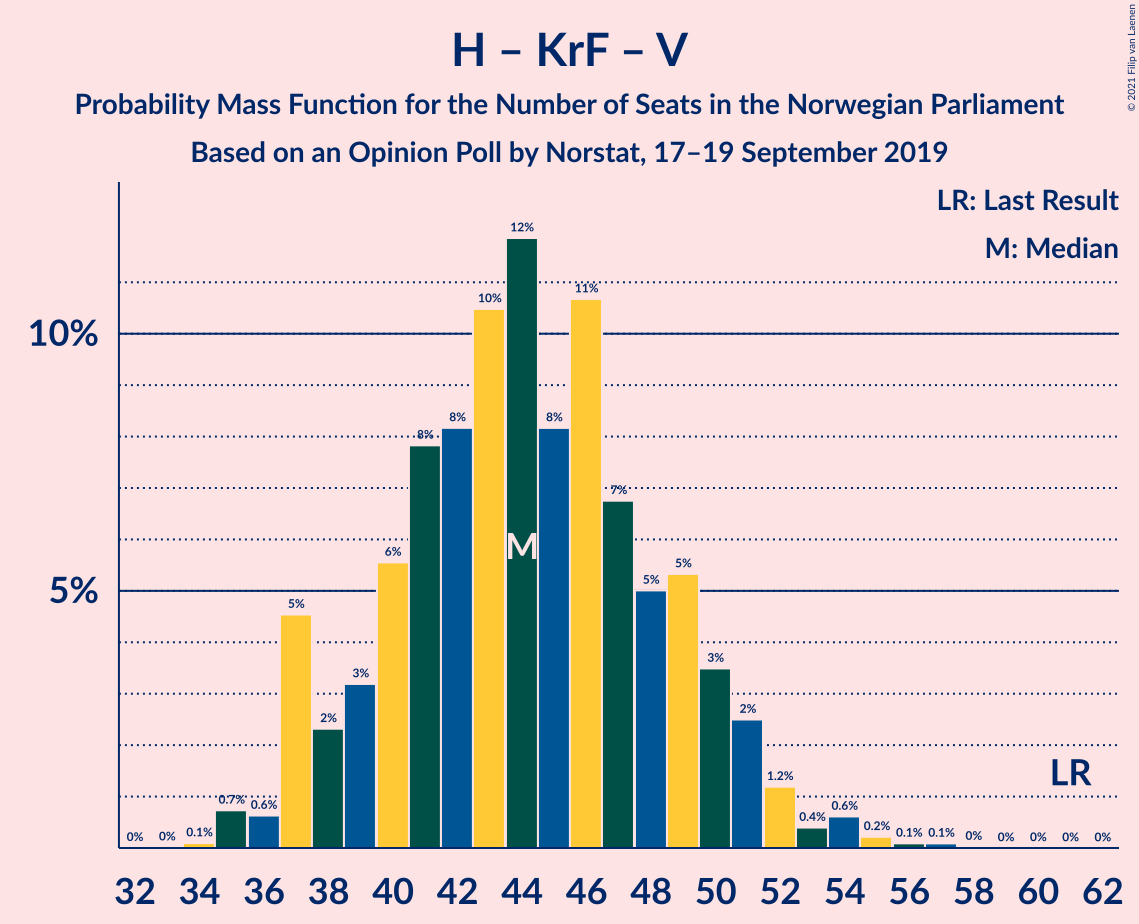 H – KrF – V
Probability Mass Function for the Number of Seats in the Norwegian Parliament
Based on an Opinion Poll by Norstat, 17–19 September 2019
© 2021 Filip van Laenen
LR: Last Result
M: Median
10%
5%
0% 0% 0.1% 0.7% 0.6% 5% 2% 3% 6% 8% 8% 10% 12% 8% 11% 7% 5% 5% 3% 2% 1.2% 0.4% 0.6% 0.2% 0.1% 0.1% 0% 0% 0% 0% 0%
M
LR
32 34 36 38 40 42 44 46 48 50 52 54 56 58 60 62